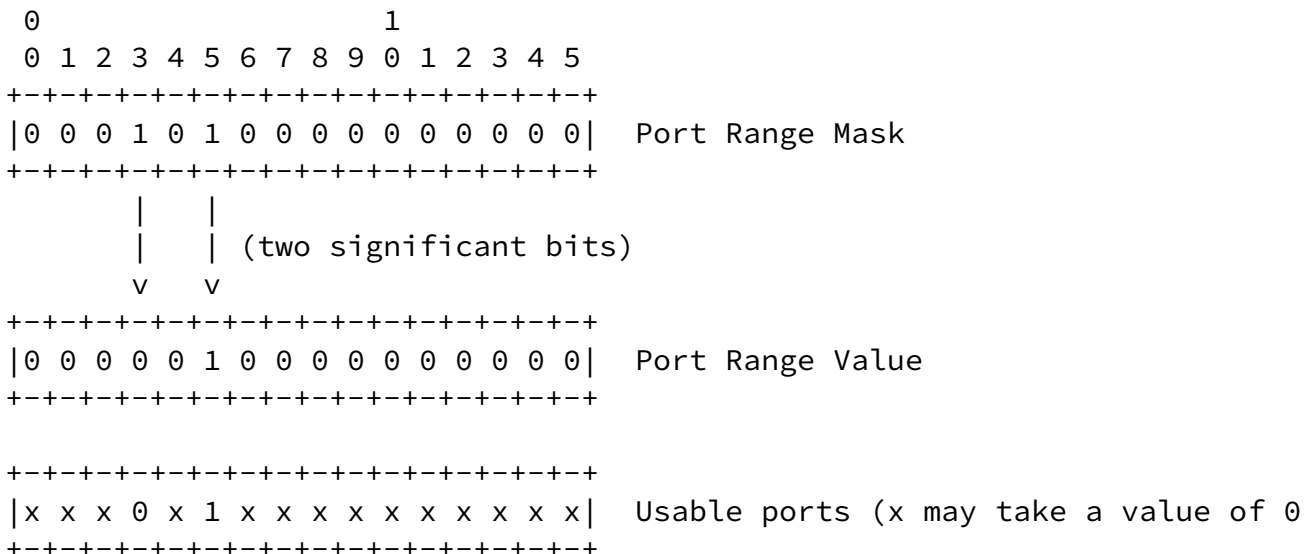 0                   1
 0 1 2 3 4 5 6 7 8 9 0 1 2 3 4 5
+-+-+-+-+-+-+-+-+-+-+-+-+-+-+-+-+
|0 0 0 1 0 1 0 0 0 0 0 0 0 0 0 0|  Port Range Mask
+-+-+-+-+-+-+-+-+-+-+-+-+-+-+-+-+
       |   |
       |   | (two significant bits)
       v   v
+-+-+-+-+-+-+-+-+-+-+-+-+-+-+-+-+
|0 0 0 0 0 1 0 0 0 0 0 0 0 0 0 0|  Port Range Value
+-+-+-+-+-+-+-+-+-+-+-+-+-+-+-+-+
+-+-+-+-+-+-+-+-+-+-+-+-+-+-+-+-+
|x x x 0 x 1 x x x x x x x x x x|  Usable ports (x may take a value of 0
+-+-+-+-+-+-+-+-+-+-+-+-+-+-+-+-+